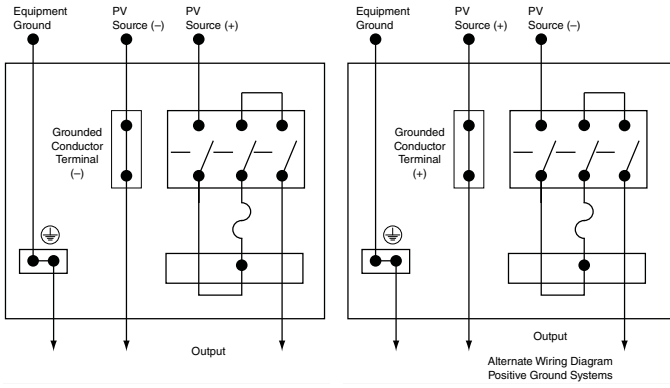 Equipment
Ground
PV
Source (–)
PV
Source (+)
Grounded
Conductor
Terminal
(–)
Output
Equipment
Ground
PV
Source (+)
PV
Source (–)
Grounded
Conductor
Terminal
(+)
Output
Alternate Wiring Diagram
Positive Ground Systems